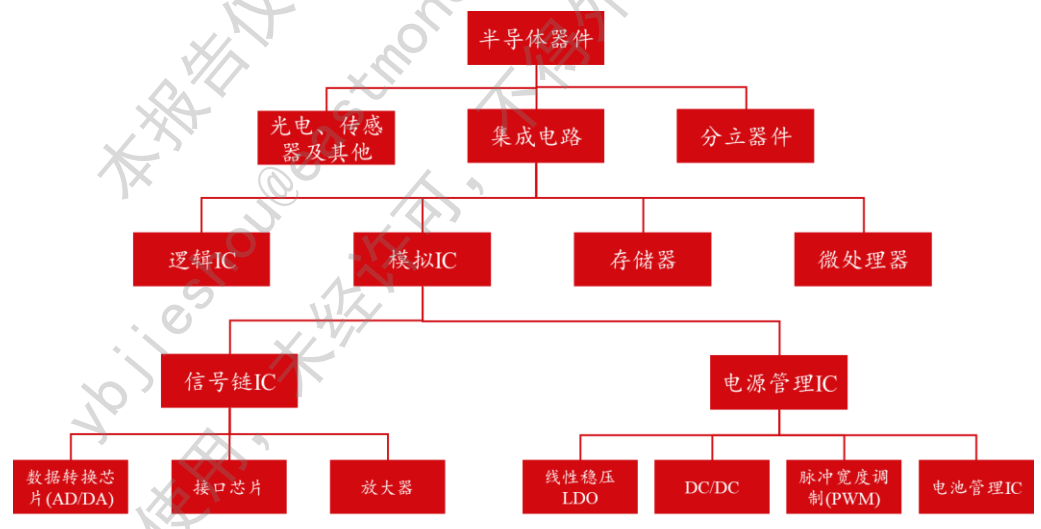 半导体器件
光电、传感
器及其他
集成电路
分立器件
逻辑IC
模拟IC
存储器
微处理器
信号链IC
电源管理IC
数据转换芯
片(AD/DA)
接口芯片
放大器
线性稳压
LDO
DC/DC
脉冲宽度调
制(PWM)
电池管理IC
本报告仅
使用，未经许可，不得外
ybjjieshou@eastmone